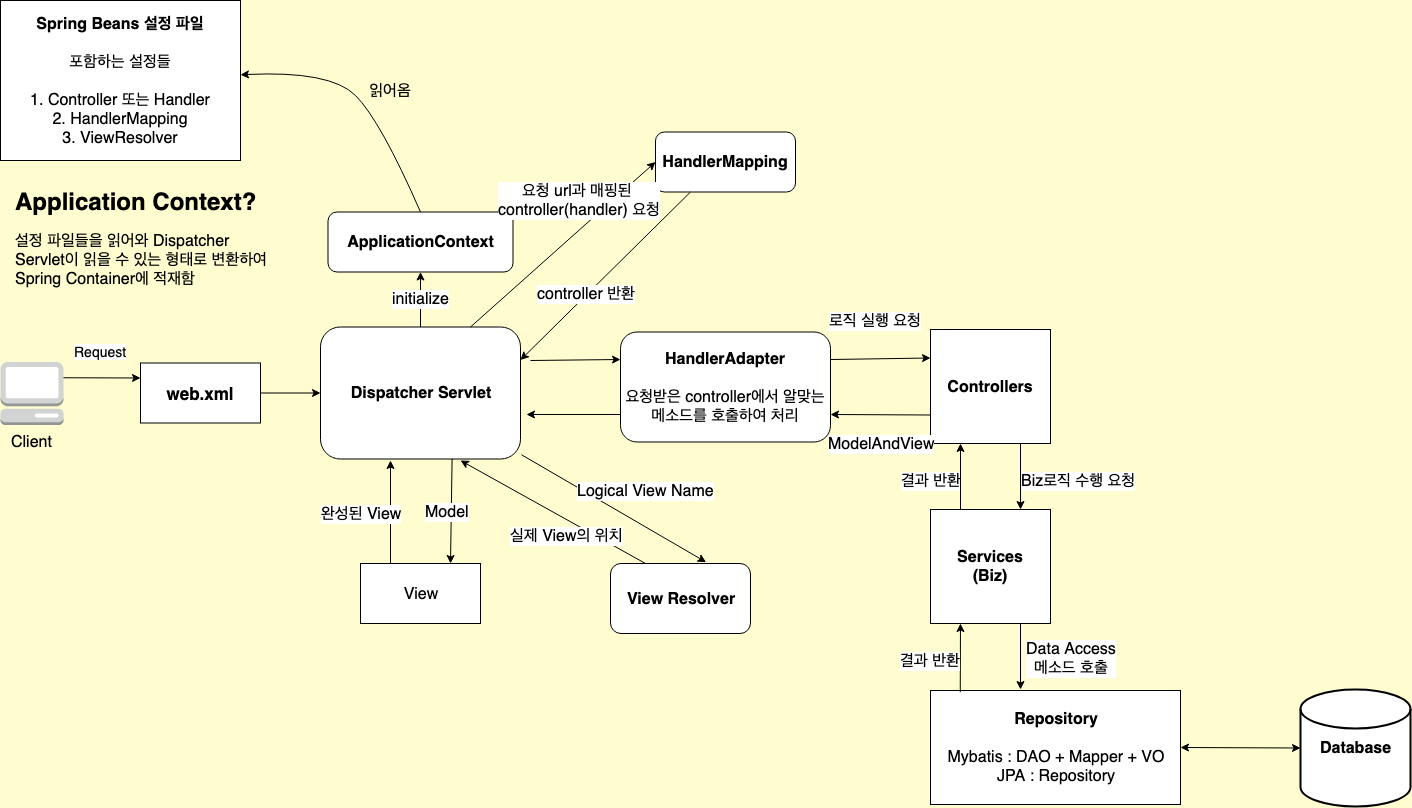 Spring Beans 설정 파일
포함하는 설정들
1. Controller 또는 Handler
2. HandlerMapping
3. ViewResolver
읽어옴
HandlerMapping
Application Context?
설정 파일들을 읽어와 Dispatcher
Servlet이 읽을 수 있는 형태로 변환하여
Spring Container에 적재함
요청 url과 매핑된
controller(handler) 요청
ApplicationContext
initialize
controller 반환
Request
Client
web.xml
Dispatcher Servlet
HandlerAdapter
요청받은 controller에서 알맞는
메소드를 호출하여 처리
로직 실행 요청
Controllers
ModelAndView
결과 반환
Biz로직 수행 요청
Logical View Name
완성된 View
Model
실제 View의 위치
View
View Resolver
Services
(Biz)
결과 반환
Data Access
메소드 호출
Repository
Mybatis : DAO + Mapper + VO
JPA : Repository
Database